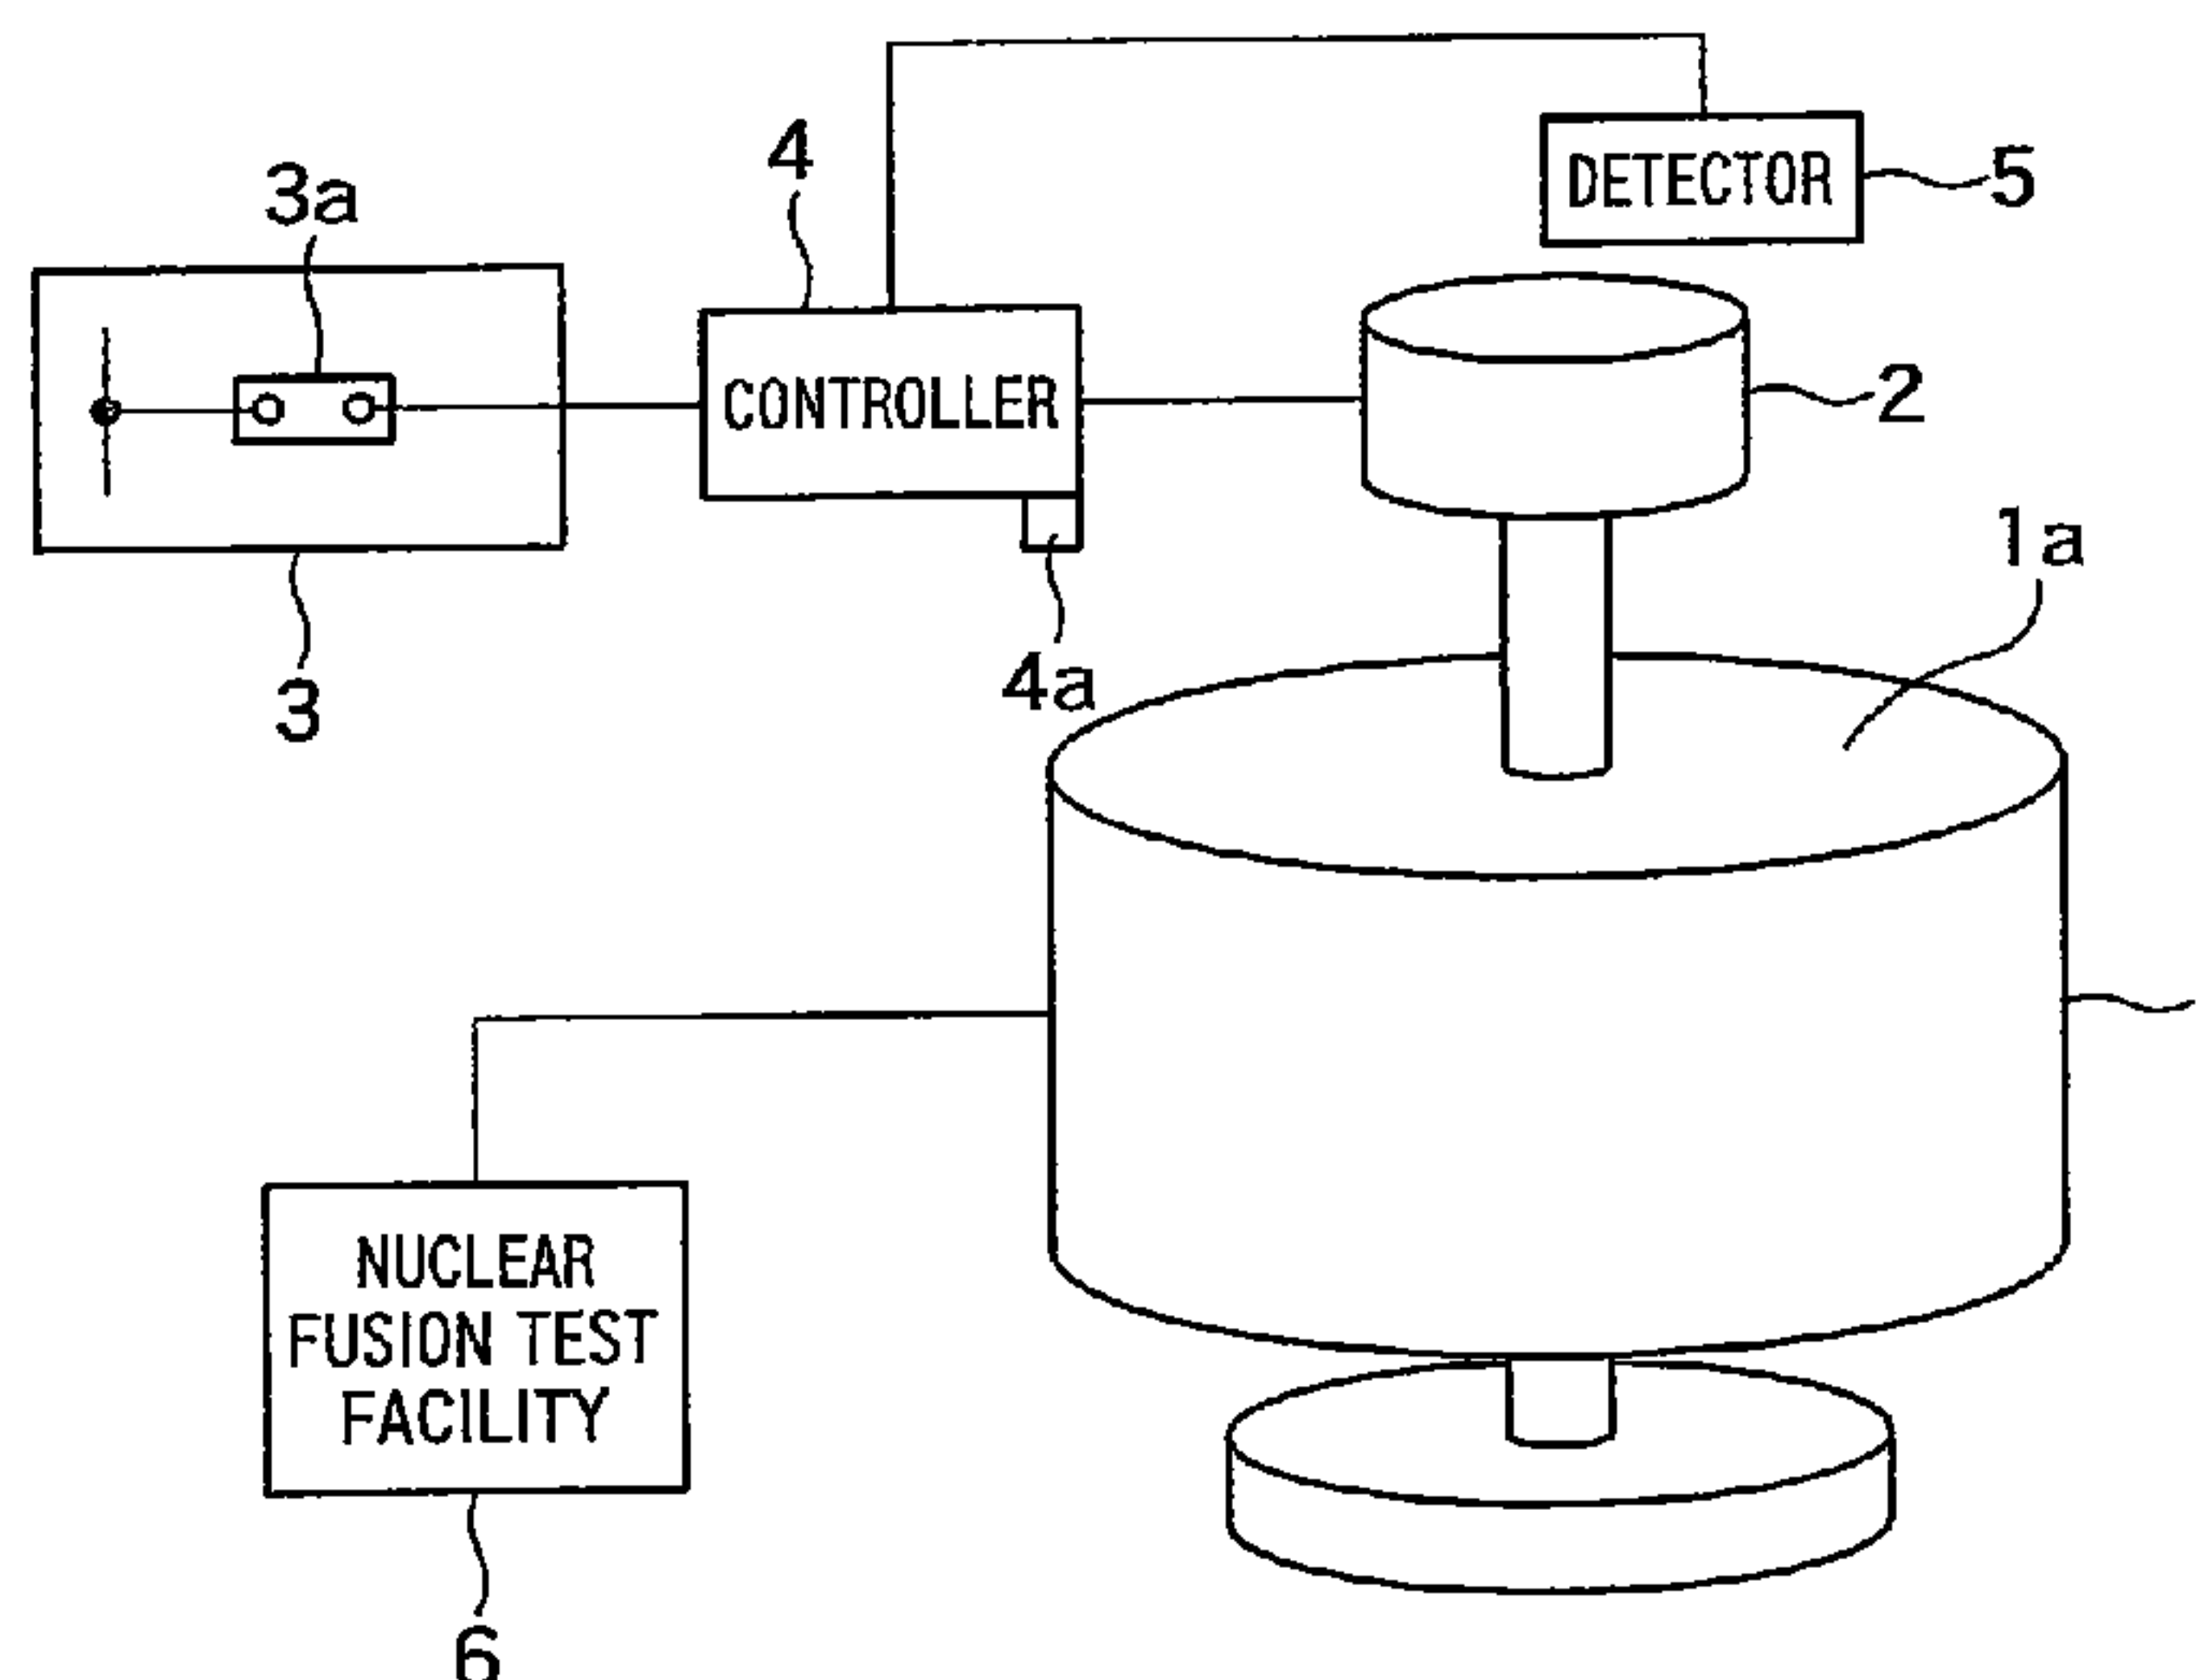 4
DETECTOR
5
3a
CONTROLLER
2
1a
4a
3
NUCLEAR
FUSION TEST
FACILITY
6